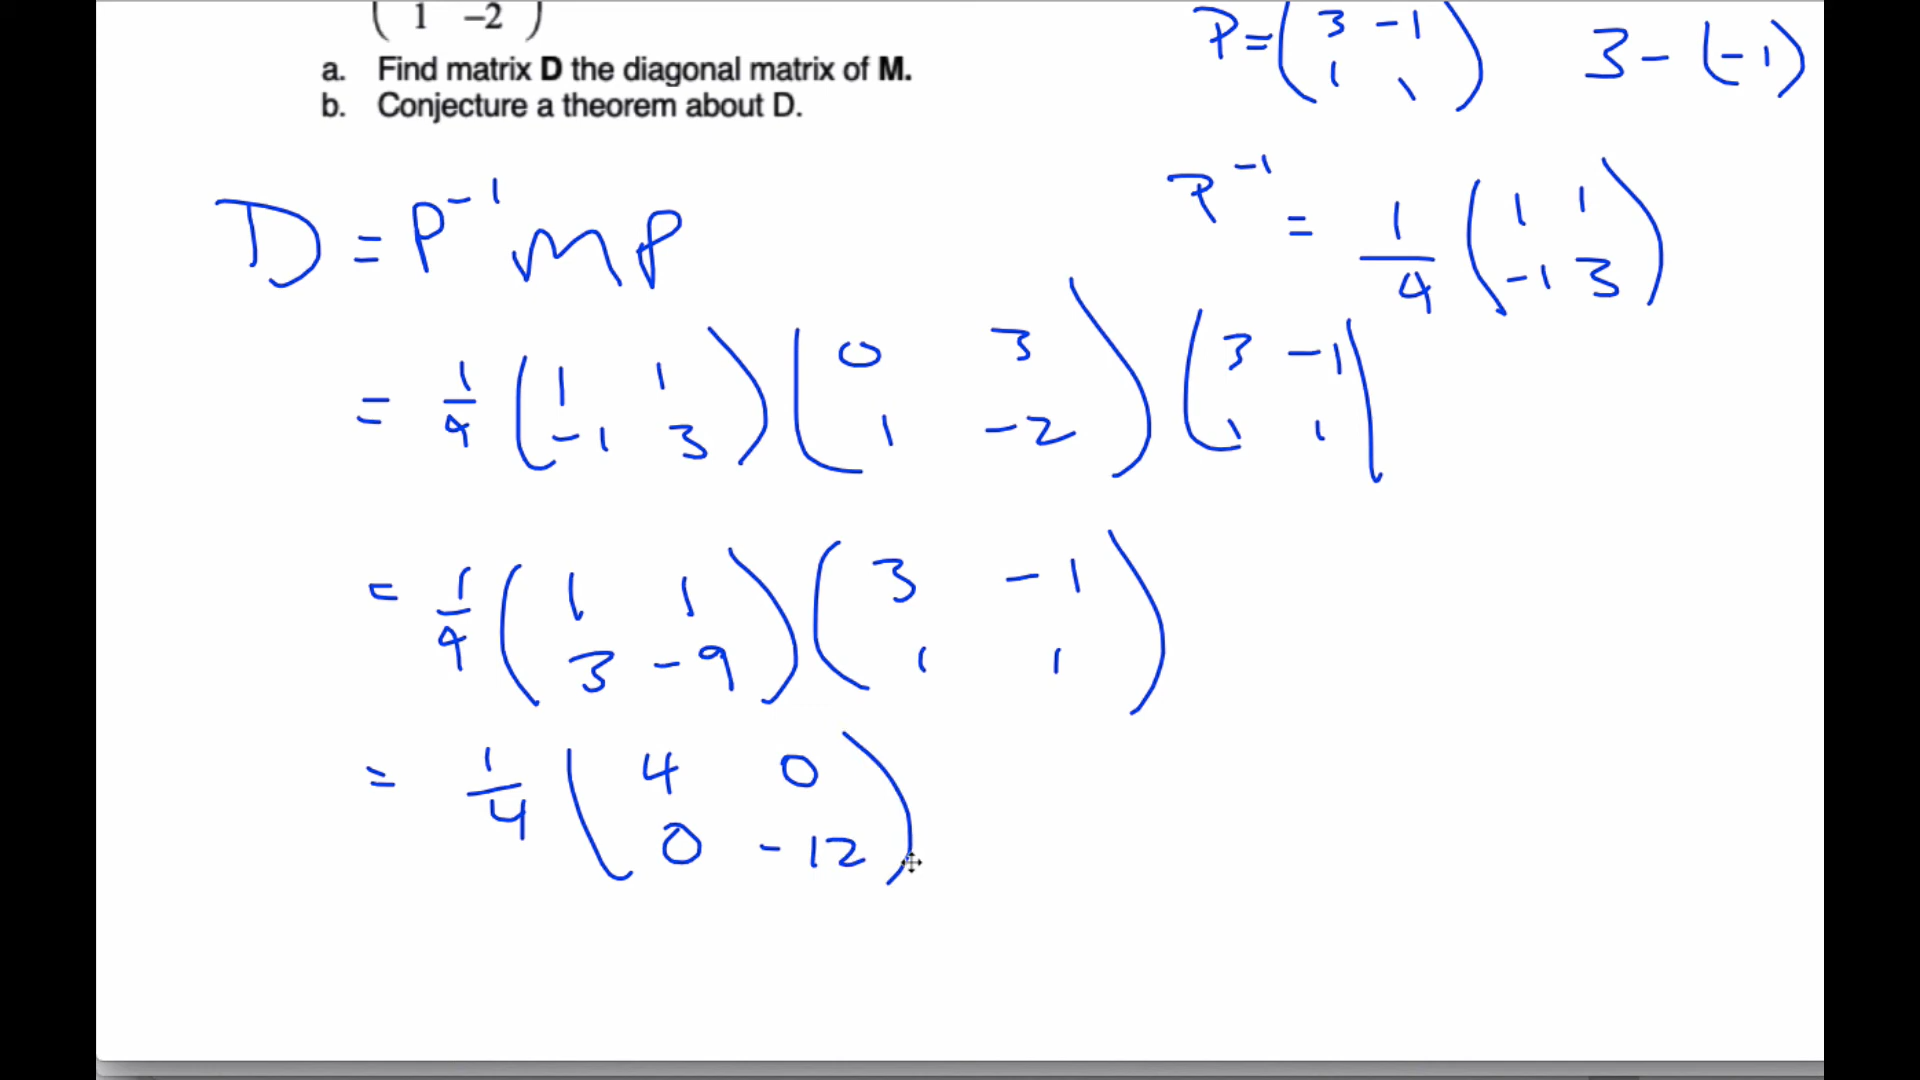 ( 1 -2 )
P = ( 3 -1
1 1 ) 3 - (-1)
a. Find matrix D the diagonal matrix of M.
b. Conjecture a theorem about D.
D = P⁻¹ M P
P⁻¹ = 1/4 ( 1 1
-1 3 )
= 1/4 ( 1 1 ) ( 0 3 ) ( 3 -1 )
( -1 3 ) ( 1 -2 ) ( 1 1 )
= 1/4 ( 1 1 ) ( 3 -1 )
( 3 -9 ) ( 1 1 )
= 1/4 ( 4 0 )
( 0 -12 )